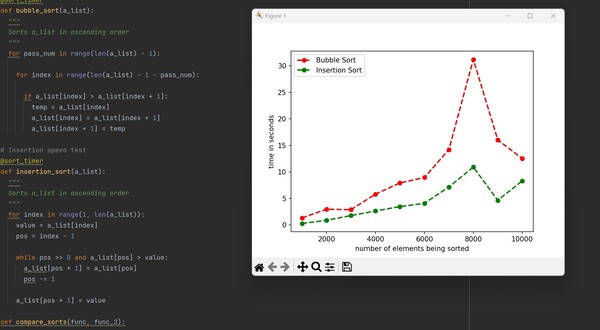 @sort_timer
def bubble_sort(a_list):
"""
Sorts a_list in ascending order
"""
for pass_num in range(len(a_list) - 1):
for index in range(len(a_list) - 1 - pass_num):
if a_list[index] > a_list[index + 1]:
temp = a_list[index]
a_list[index] = a_list[index + 1]
a_list[index + 1] = temp
# Insertion speed test
@sort_timer
def insertion_sort(a_list):
"""
Sorts a_list in ascending order
"""
for index in range(1, len(a_list)):
value = a_list[index]
pos = index - 1
while pos >= 0 and a_list[pos] > value:
a_list[pos + 1] = a_list[pos]
pos -= 1
a_list[pos + 1] = value
def compare_sorts(func, func_2):
Figure 1
Bubble Sort
Insertion Sort
time in seconds
30
25
20
15
10
5
0
2000 4000 6000 8000 10000
number of elements being sorted